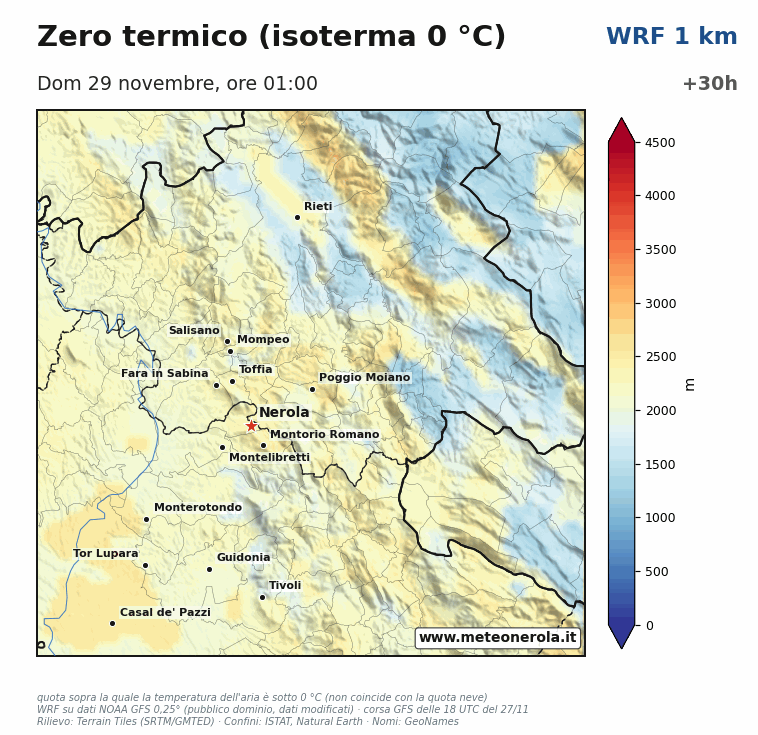 Zero termico (isoterma 0 °C)
WRF 1 km
Dom 29 novembre, ore 01:00
+30h
Rieti
Salisano
Mompeo
Fara in Sabina
Toffia
Poggio Moiano
Nerola
Montorio Romano
Montelibretti
Monterotondo
Tor Lupara
Guidonia
Tivoli
Casal de' Pazzi
www.meteonerola.it
4500
4000
3500
3000
2500
2000
1500
1000
500
0
m
quota sopra la quale la temperatura dell'aria è sotto 0 °C (non coincide con la quota neve)
WRF su dati NOAA GFS 0,25° (pubblico dominio, dati modificati) · corsa GFS delle 18 UTC del 27/11
Rilievo: Terrain Tiles (SRTM/GMTED) · Confini: ISTAT, Natural Earth · Nomi: GeoNames